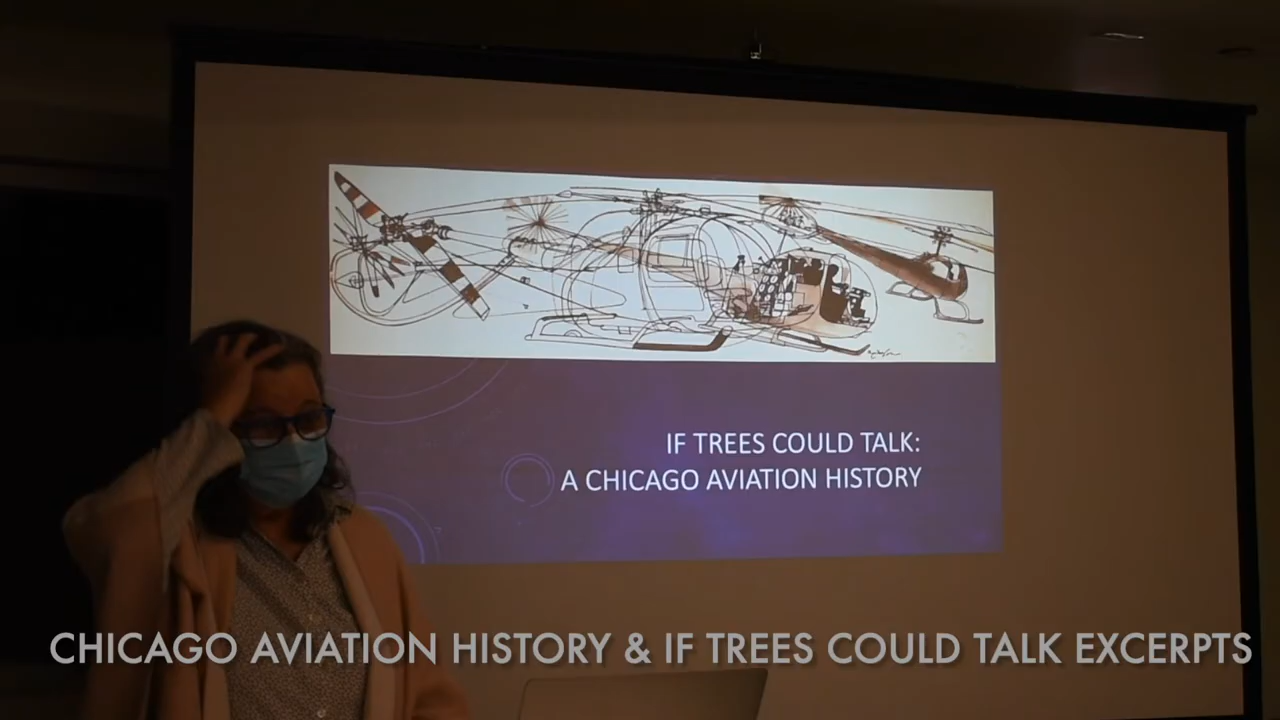 IF TREES COULD TALK:
A CHICAGO AVIATION HISTORY
CHICAGO AVIATION HISTORY & IF TREES COULD TALK EXCERPTS